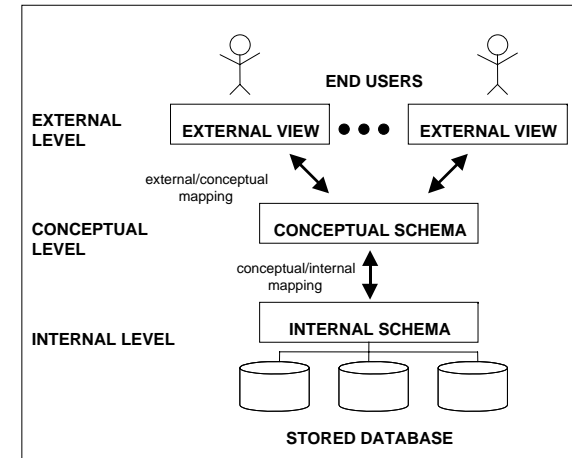 END USERS
EXTERNAL
LEVEL
EXTERNAL VIEW
EXTERNAL VIEW
external/conceptual
mapping
CONCEPTUAL
LEVEL
CONCEPTUAL SCHEMA
conceptual/internal
mapping
INTERNAL LEVEL
INTERNAL SCHEMA
STORED DATABASE